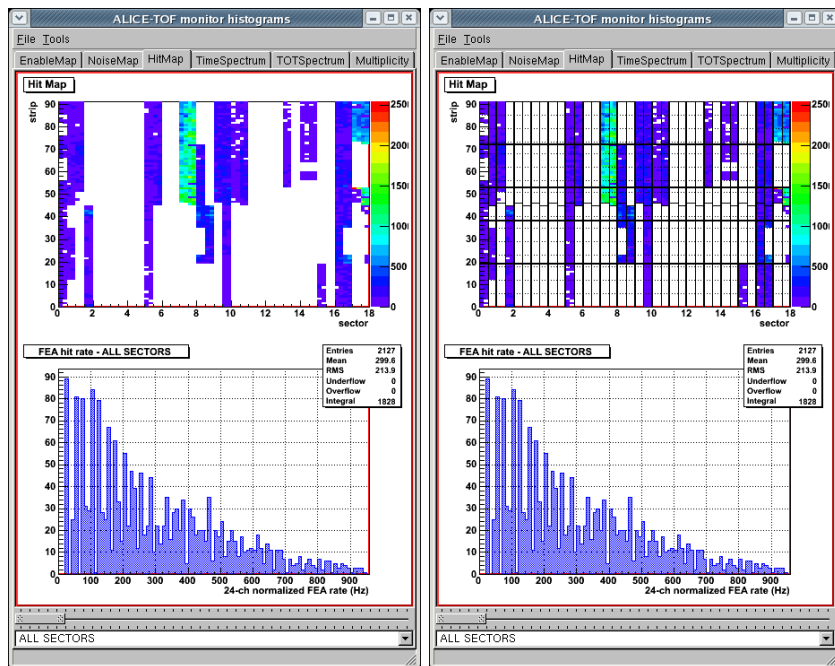 ALICE-TOF monitor histograms
File Tools
EnableMap NoiseMap HitMap TimeSpectrum TOTSpectrum Multiplicity
Hit Map
strip
90
80
70
60
50
40
30
20
10
0
0 2 4 6 8 10 12 14 16 18
sector
250
2000
1500
1000
500
0
FEA hit rate - ALL SECTORS
Entries 2127
Mean 299.6
RMS 213.9
Underflow 0
Overflow 0
Integral 1828
90
80
70
60
50
40
30
20
10
0
0 100 200 300 400 500 600 700 800 900
24-ch normalized FEA rate (Hz)
ALL SECTORS
ALICE-TOF monitor histograms
File Tools
EnableMap NoiseMap HitMap TimeSpectrum TOTSpectrum Multiplicity
Hit Map
strip
90
80
70
60
50
40
30
20
10
0
0 2 4 6 8 10 12 14 16 18
sector
250
2000
1500
1000
500
0
FEA hit rate - ALL SECTORS
Entries 2127
Mean 299.6
RMS 213.9
Underflow 0
Overflow 0
Integral 1828
90
80
70
60
50
40
30
20
10
0
0 100 200 300 400 500 600 700 800 900
24-ch normalized FEA rate (Hz)
ALL SECTORS